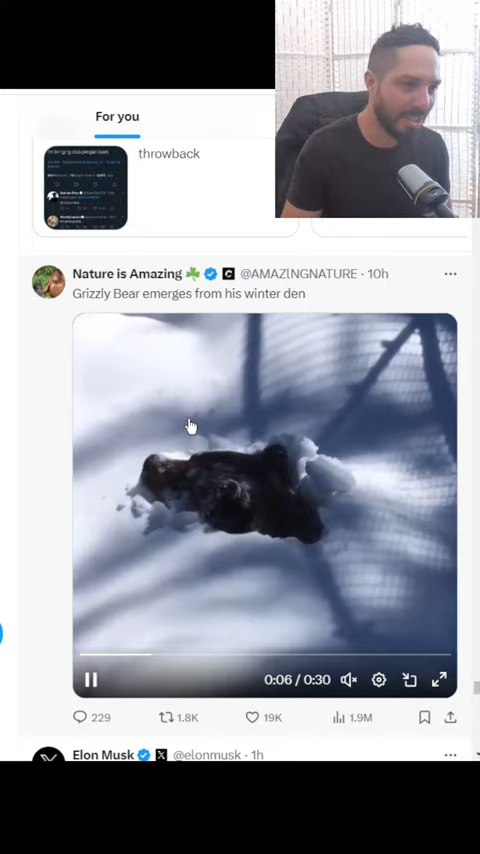 For you
throwback
Nature is Amazing ☘️ @AMAZlNGNATURE · 10h
Grizzly Bear emerges from his winter den
0:06 / 0:30
229 1.8K 19K 1.9M
Elon Musk @elonmusk · 1h